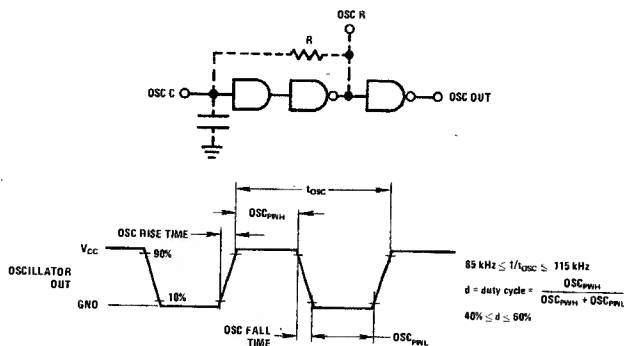 OSC R
R
OSC C
OSC OUT
tOSC
OSCPWH
OSC RISE TIME
VCC
90%
OSCILLATOR OUT
10%
GND
OSC FALL TIME
OSCPWL
85 kHz ≤ 1/tOSC ≤ 115 kHz
d = duty cycle = OSCPWH / OSCPWH + OSCPWL
40% ≤ d ≤ 60%